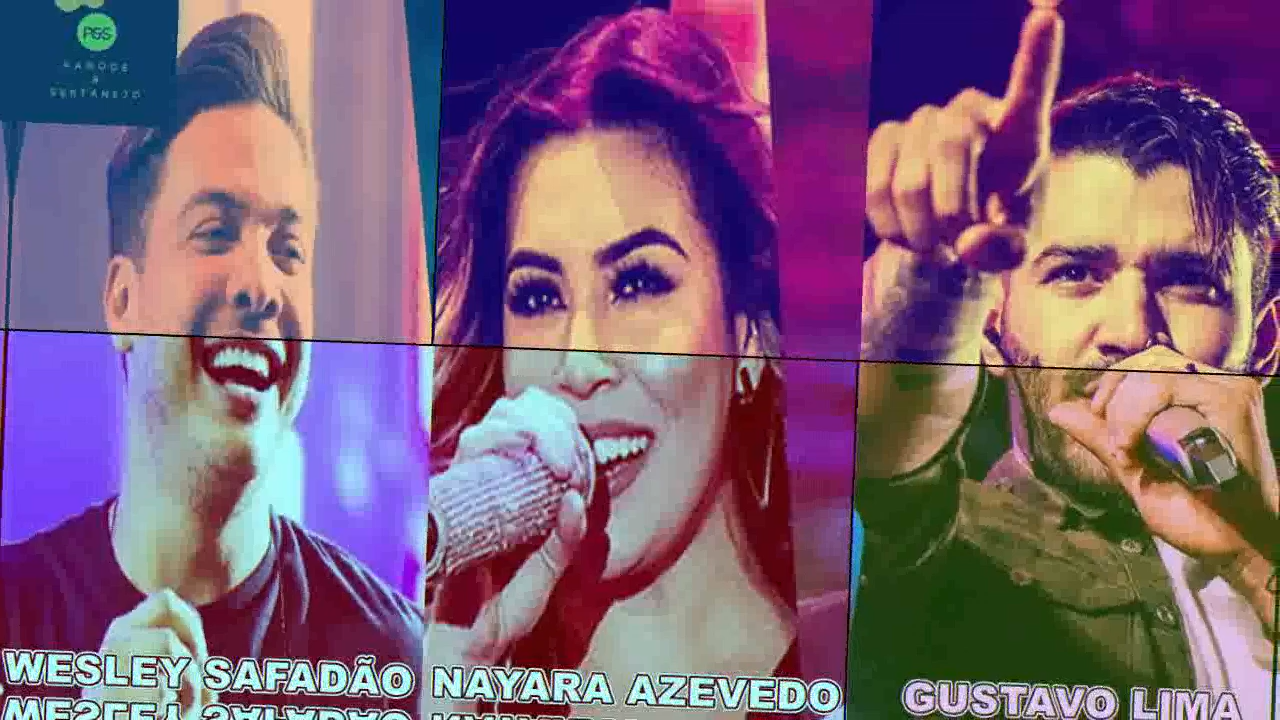 P&S
PAGODE
&
SERTANEJO
WESLEY SAFADÃO
NAYARA AZEVEDO
GUSTAVO LIMA